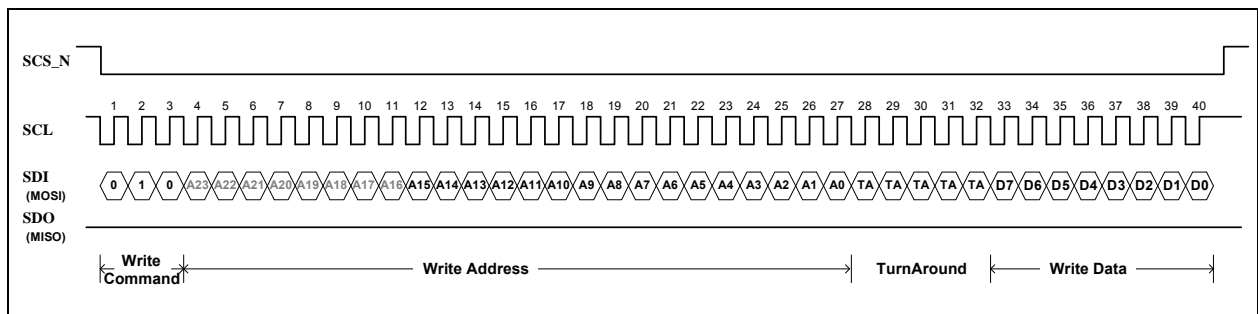 SCS_N
1 2 3 4 5 6 7 8 9 10 11 12 13 14 15 16 17 18 19 20 21 22 23 24 25 26 27 28 29 30 31 32 33 34 35 36 37 38 39 40
SCL
SDI
(MOSI)
0 1 0 A23 A22 A21 A20 A19 A18 A17 A16 A15 A14 A13 A12 A11 A10 A9 A8 A7 A6 A5 A4 A3 A2 A1 A0 TA TA TA TA TA D7 D6 D5 D4 D3 D2 D1 D0
SDO
(MISO)
Write
Command
Write Address
TurnAround
Write Data